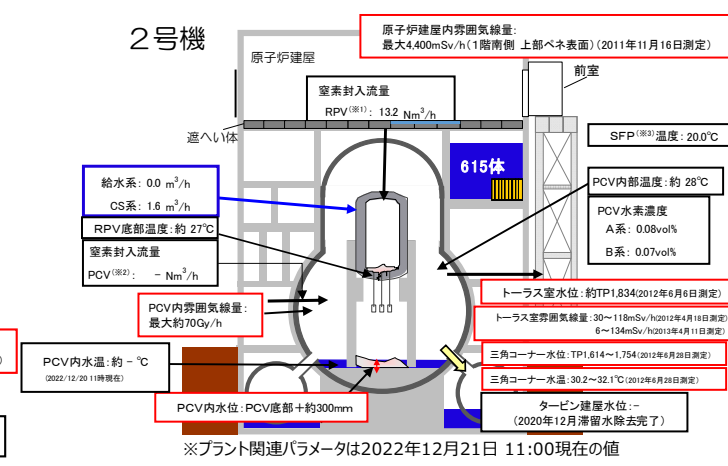 2号機
原子炉建屋内雰囲気線量:
最大4,400mSv/h(1階南側 上部ペネ表面)(2011年11月16日測定)
原子炉建屋
前室
窒素封入流量
RPV(※1): 13.2 Nm³/h
遮へい体
SFP(※3)温度: 20.0℃
615体
給水系: 0.0 m³/h
CS系: 1.6 m³/h
PCV内部温度: 約 28℃
RPV底部温度: 約 27℃
PCV水素濃度
A系: 0.08vol%
B系: 0.07vol%
窒素封入流量
PCV(※2): - Nm³/h
トーラス室水位: 約TP1,834(2012年6月6日測定)
PCV内雰囲気線量:
最大約70Gy/h
トーラス室雰囲気線量: 30~118mSv/h(2012年4月18日測定)
6~134mSv/h(2013年4月11日測定)
)
三角コーナー水位: TP1,614~1,754(2012年6月28日測定)
PCV内水温: 約 - ℃
(2022/12/20 11時現在)
三角コーナー水温: 30.2~32.1℃(2012年6月28日測定)
PCV内水位: PCV底部+約300mm
タービン建屋水位: -
(2020年12月滞留水除去完了)
※プラント関連パラメータは2022年12月21日 11:00現在の値